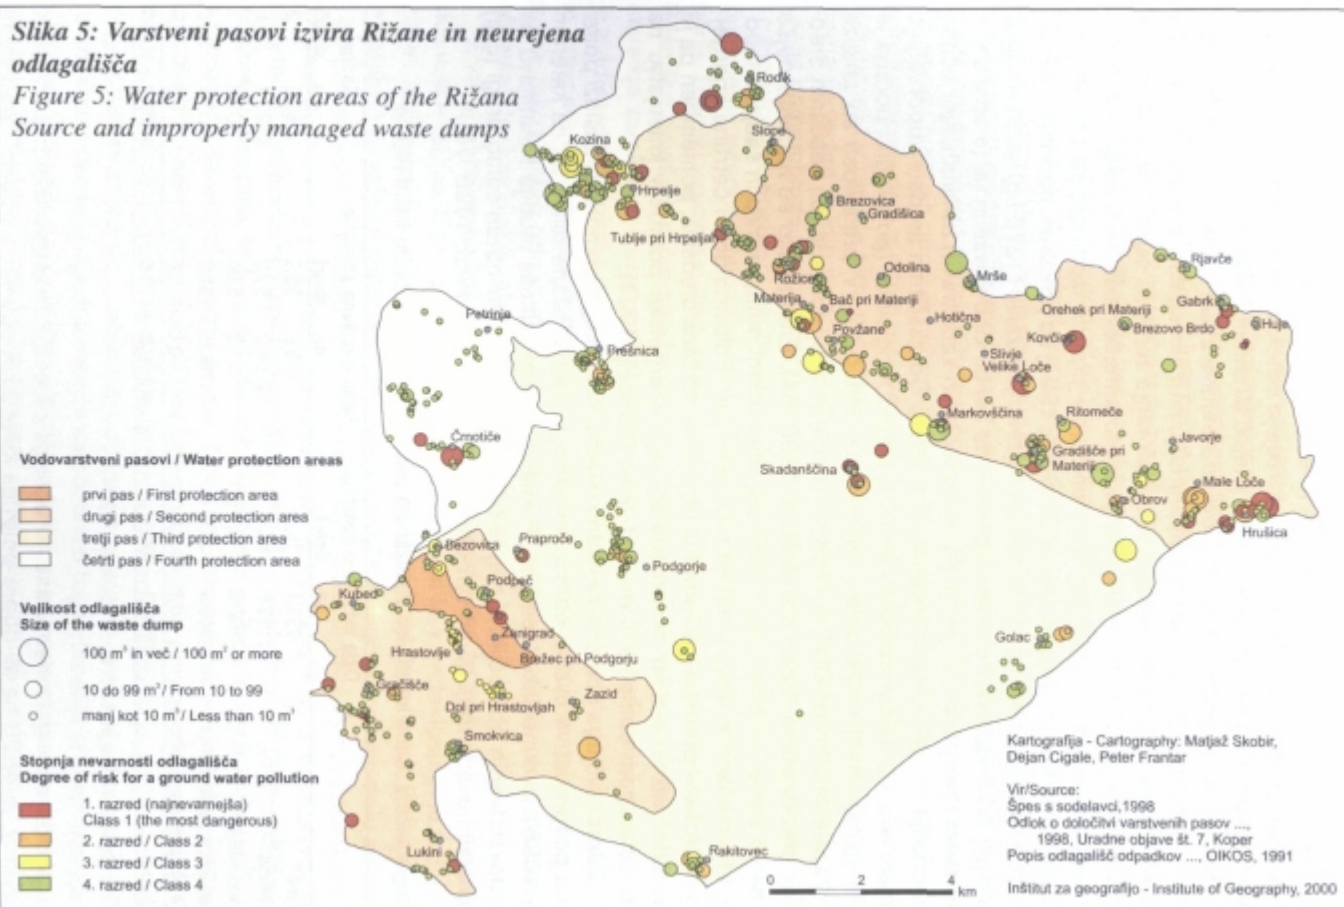 Slika 5: Varstveni pasovi izvira Rižane in neurejena
odlagališča
Figure 5: Water protection areas of the Rižana
Source and improperly managed waste dumps
Rodik
Kozina
Slope
Hrpelje
Brezovica
Gradišica
Tublje pri Hrpeljah
Rjavče
Odolina
Mrše
Rožice
Materija
Bač pri Materiji
Gabrk
Orehek pri Materiji
Petrinje
Hotična
Huje
Brezovo Brdo
Povžane
Kovčice
Prešnica
Slivje
Velike Loče
Markovščina
Ritomeče
Črnotiče
Javorje
Gradišče pri
Materiji
Skadanščina
Male Loče
Obrov
Hrušica
Vodovarstveni pasovi / Water protection areas
prvi pas / First protection area
drugi pas / Second protection area
tretji pas / Third protection area
četrti pas / Fourth protection area
Bezovica
Praproče
Podgorje
Podpeč
Kubed
Zanigrad
Golac
Hrastovlje
Brežec pri Podgorju
Gračišče
Zazid
Dol pri Hrastovljah
Smokvica
Lukini
Rakitovec
Velikost odlagališča
Size of the waste dump
100 m³ in več / 100 m³ or more
10 do 99 m³ / From 10 to 99
manj kot 10 m³ / Less than 10 m³
Stopnja nevarnosti odlagališča
Degree of risk for a ground water pollution
1. razred (najnevarnejša)
Class 1 (the most dangerous)
2. razred / Class 2
3. razred / Class 3
4. razred / Class 4
0 2 4 km
Kartografija - Cartography: Matjaž Skobir,
Dejan Cigale, Peter Frantar
Vir/Source:
Špes s sodelavci,1998
Odlok o določitvi varstvenih pasov ...,
1998, Uradne objave št. 7, Koper
Popis odlagališč odpadkov ..., OIKOS, 1991
Inštitut za geografijo - Institute of Geography, 2000